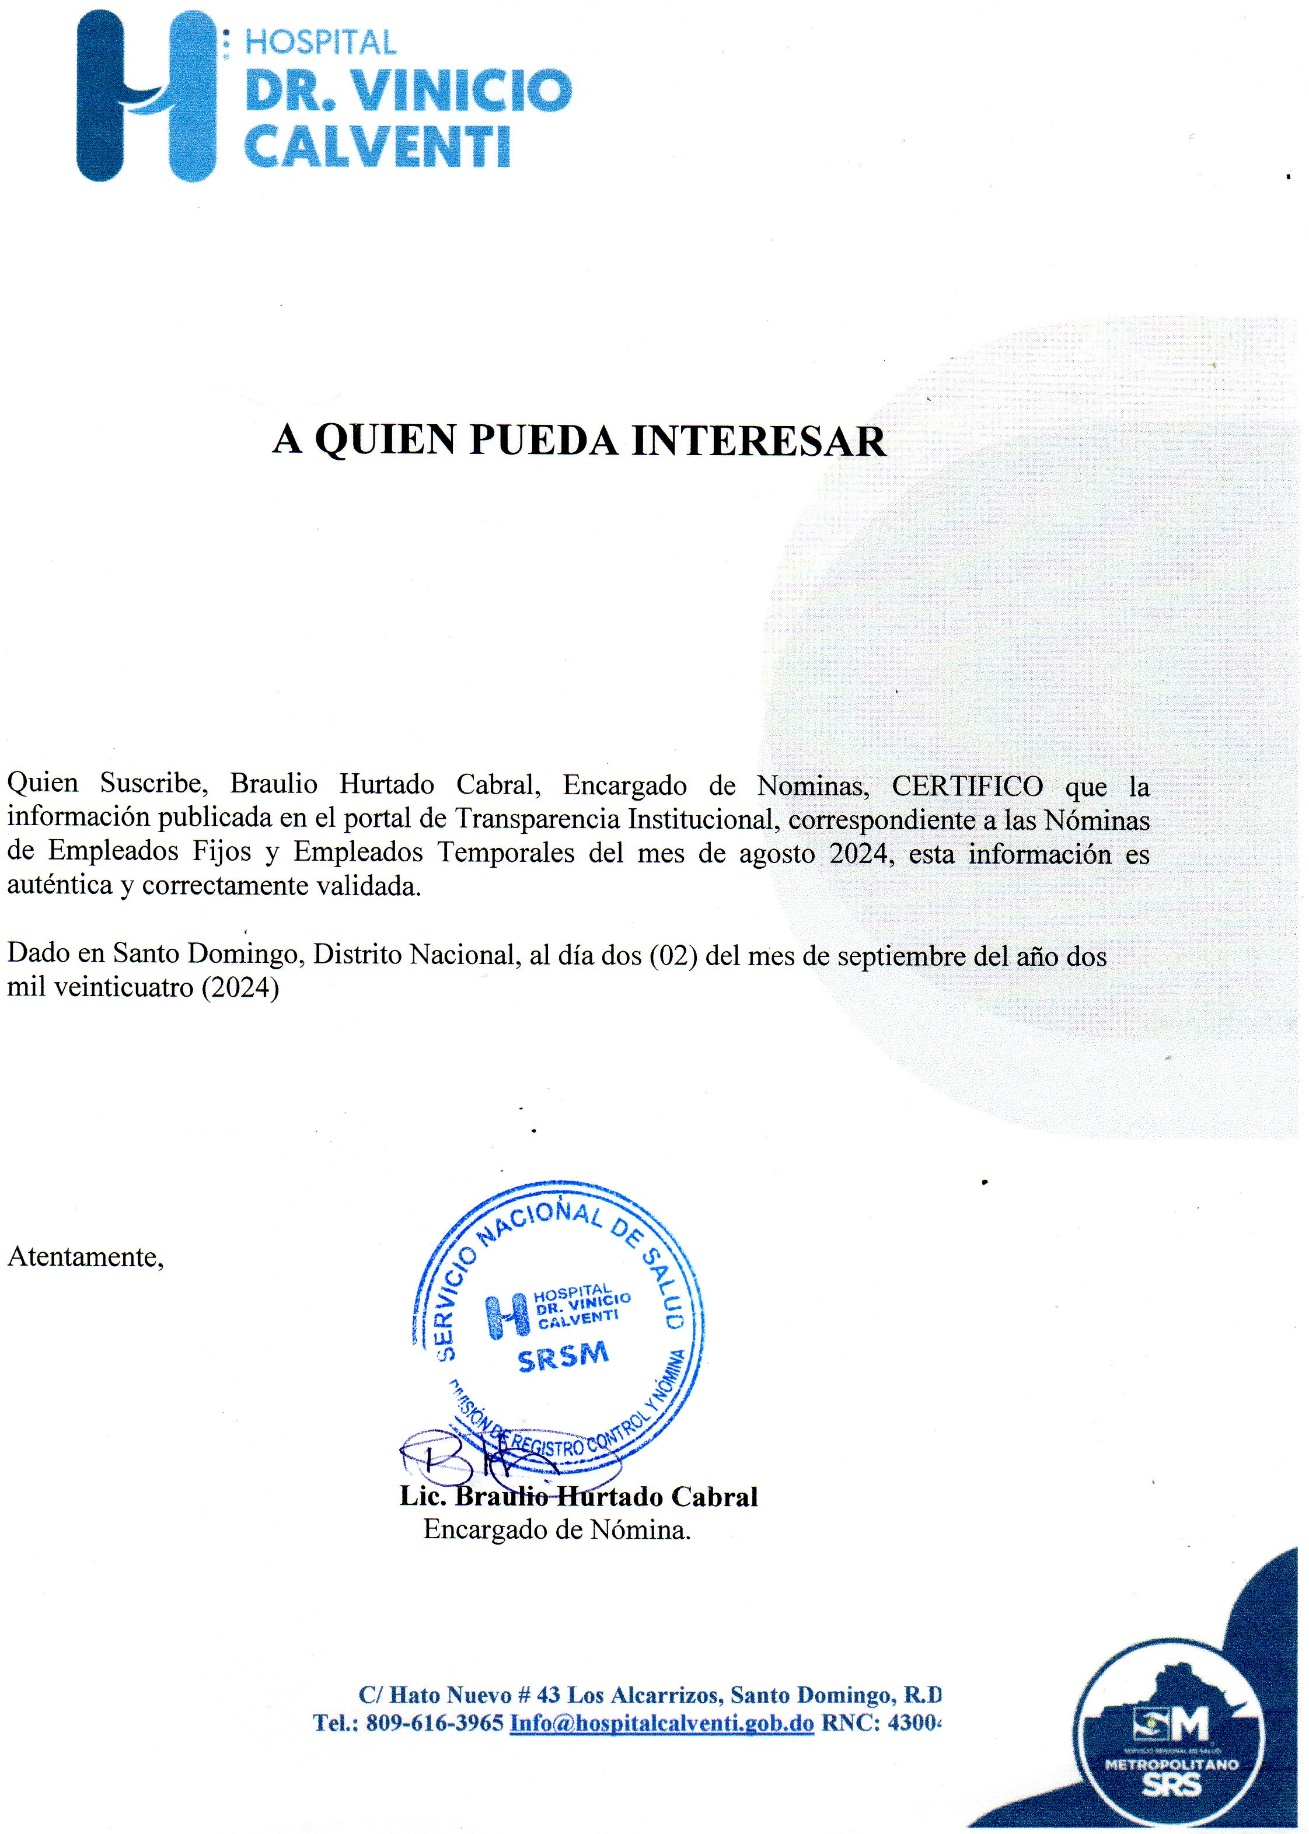 HOSPITAL
DR. VINICIO
CALVENTI
A QUIEN PUEDA INTERESAR
Quien Suscribe, Braulio Hurtado Cabral, Encargado de Nominas, CERTIFICO que la
información publicada en el portal de Transparencia Institucional, correspondiente a las Nóminas
de Empleados Fijos y Empleados Temporales del mes de agosto 2024, esta información es
auténtica y correctamente validada.
Dado en Santo Domingo, Distrito Nacional, al día dos (02) del mes de septiembre del año dos
mil veinticuatro (2024)
Atentamente,
SERVICIO NACIONAL DE SALUD
HOSPITAL
DR. VINICIO
CALVENTI
SRSM
DIVISIÓN DE REGISTRO CONTROL Y NÓMINA
Lic. Braulio Hurtado Cabral
Encargado de Nómina.
C/ Hato Nuevo # 43 Los Alcarrizos, Santo Domingo, R.D
Tel.: 809-616-3965 Info@hospitalcalventi.gob.do RNC: 4300
SM
SERVICIO REGIONAL DE SALUD
METROPOLITANO
SRS